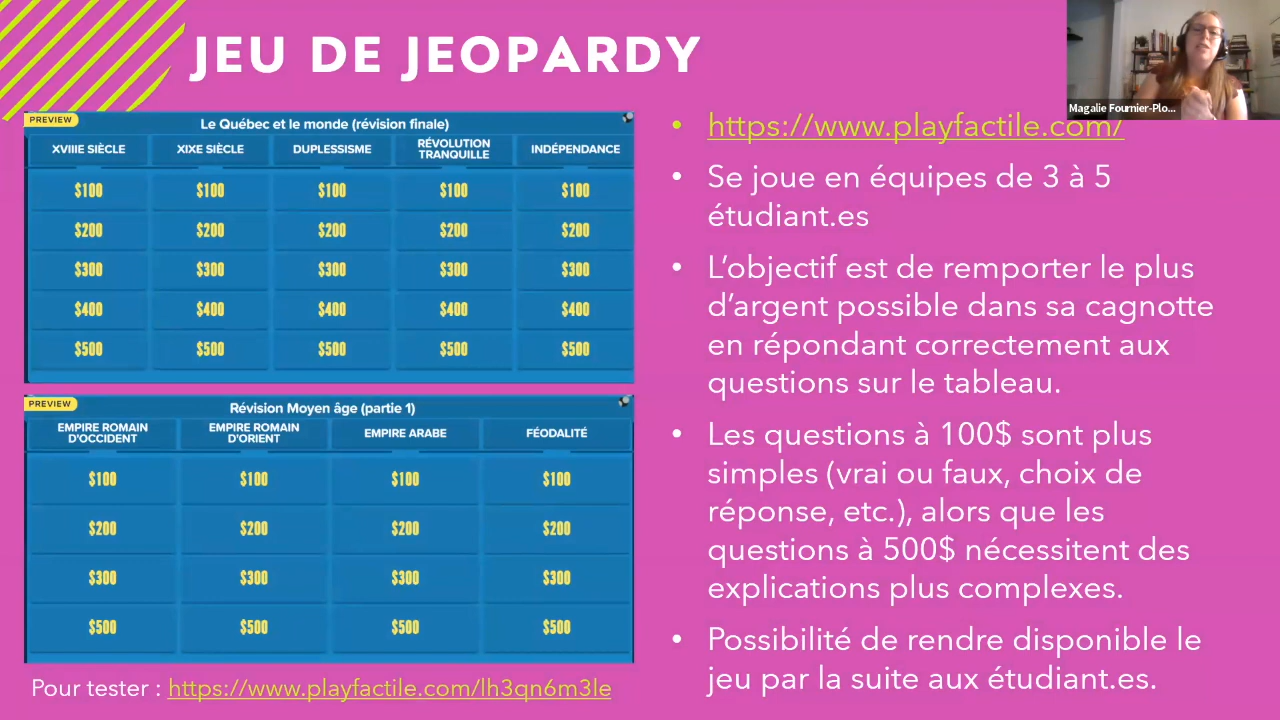 JEU DE JEOPARDY
Magalie Fournier-Plo...
PREVIEW
Le Québec et le monde (révision finale)
XVIIIE SIÈCLE XIXE SIÈCLE DUPLESSISME RÉVOLUTION TRANQUILLE INDÉPENDANCE
$100 $100 $100 $100 $100
$200 $200 $200 $200 $200
$300 $300 $300 $300 $300
$400 $400 $400 $400 $400
$500 $500 $500 $500 $500
PREVIEW
Révision Moyen âge (partie 1)
EMPIRE ROMAIN D'OCCIDENT EMPIRE ROMAIN D'ORIENT EMPIRE ARABE FÉODALITÉ
$100 $100 $100 $100
$200 $200 $200 $200
$300 $300 $300 $300
$500 $500 $500 $500
Pour tester : https://www.playfactile.com/lh3qn6m3le
• https://www.playfactile.com/
• Se joue en équipes de 3 à 5
étudiant.es
• L’objectif est de remporter le plus
d’argent possible dans sa cagnotte
en répondant correctement aux
questions sur le tableau.
• Les questions à 100$ sont plus
simples (vrai ou faux, choix de
réponse, etc.), alors que les
questions à 500$ nécessitent des
explications plus complexes.
• Possibilité de rendre disponible le
jeu par la suite aux étudiant.es.